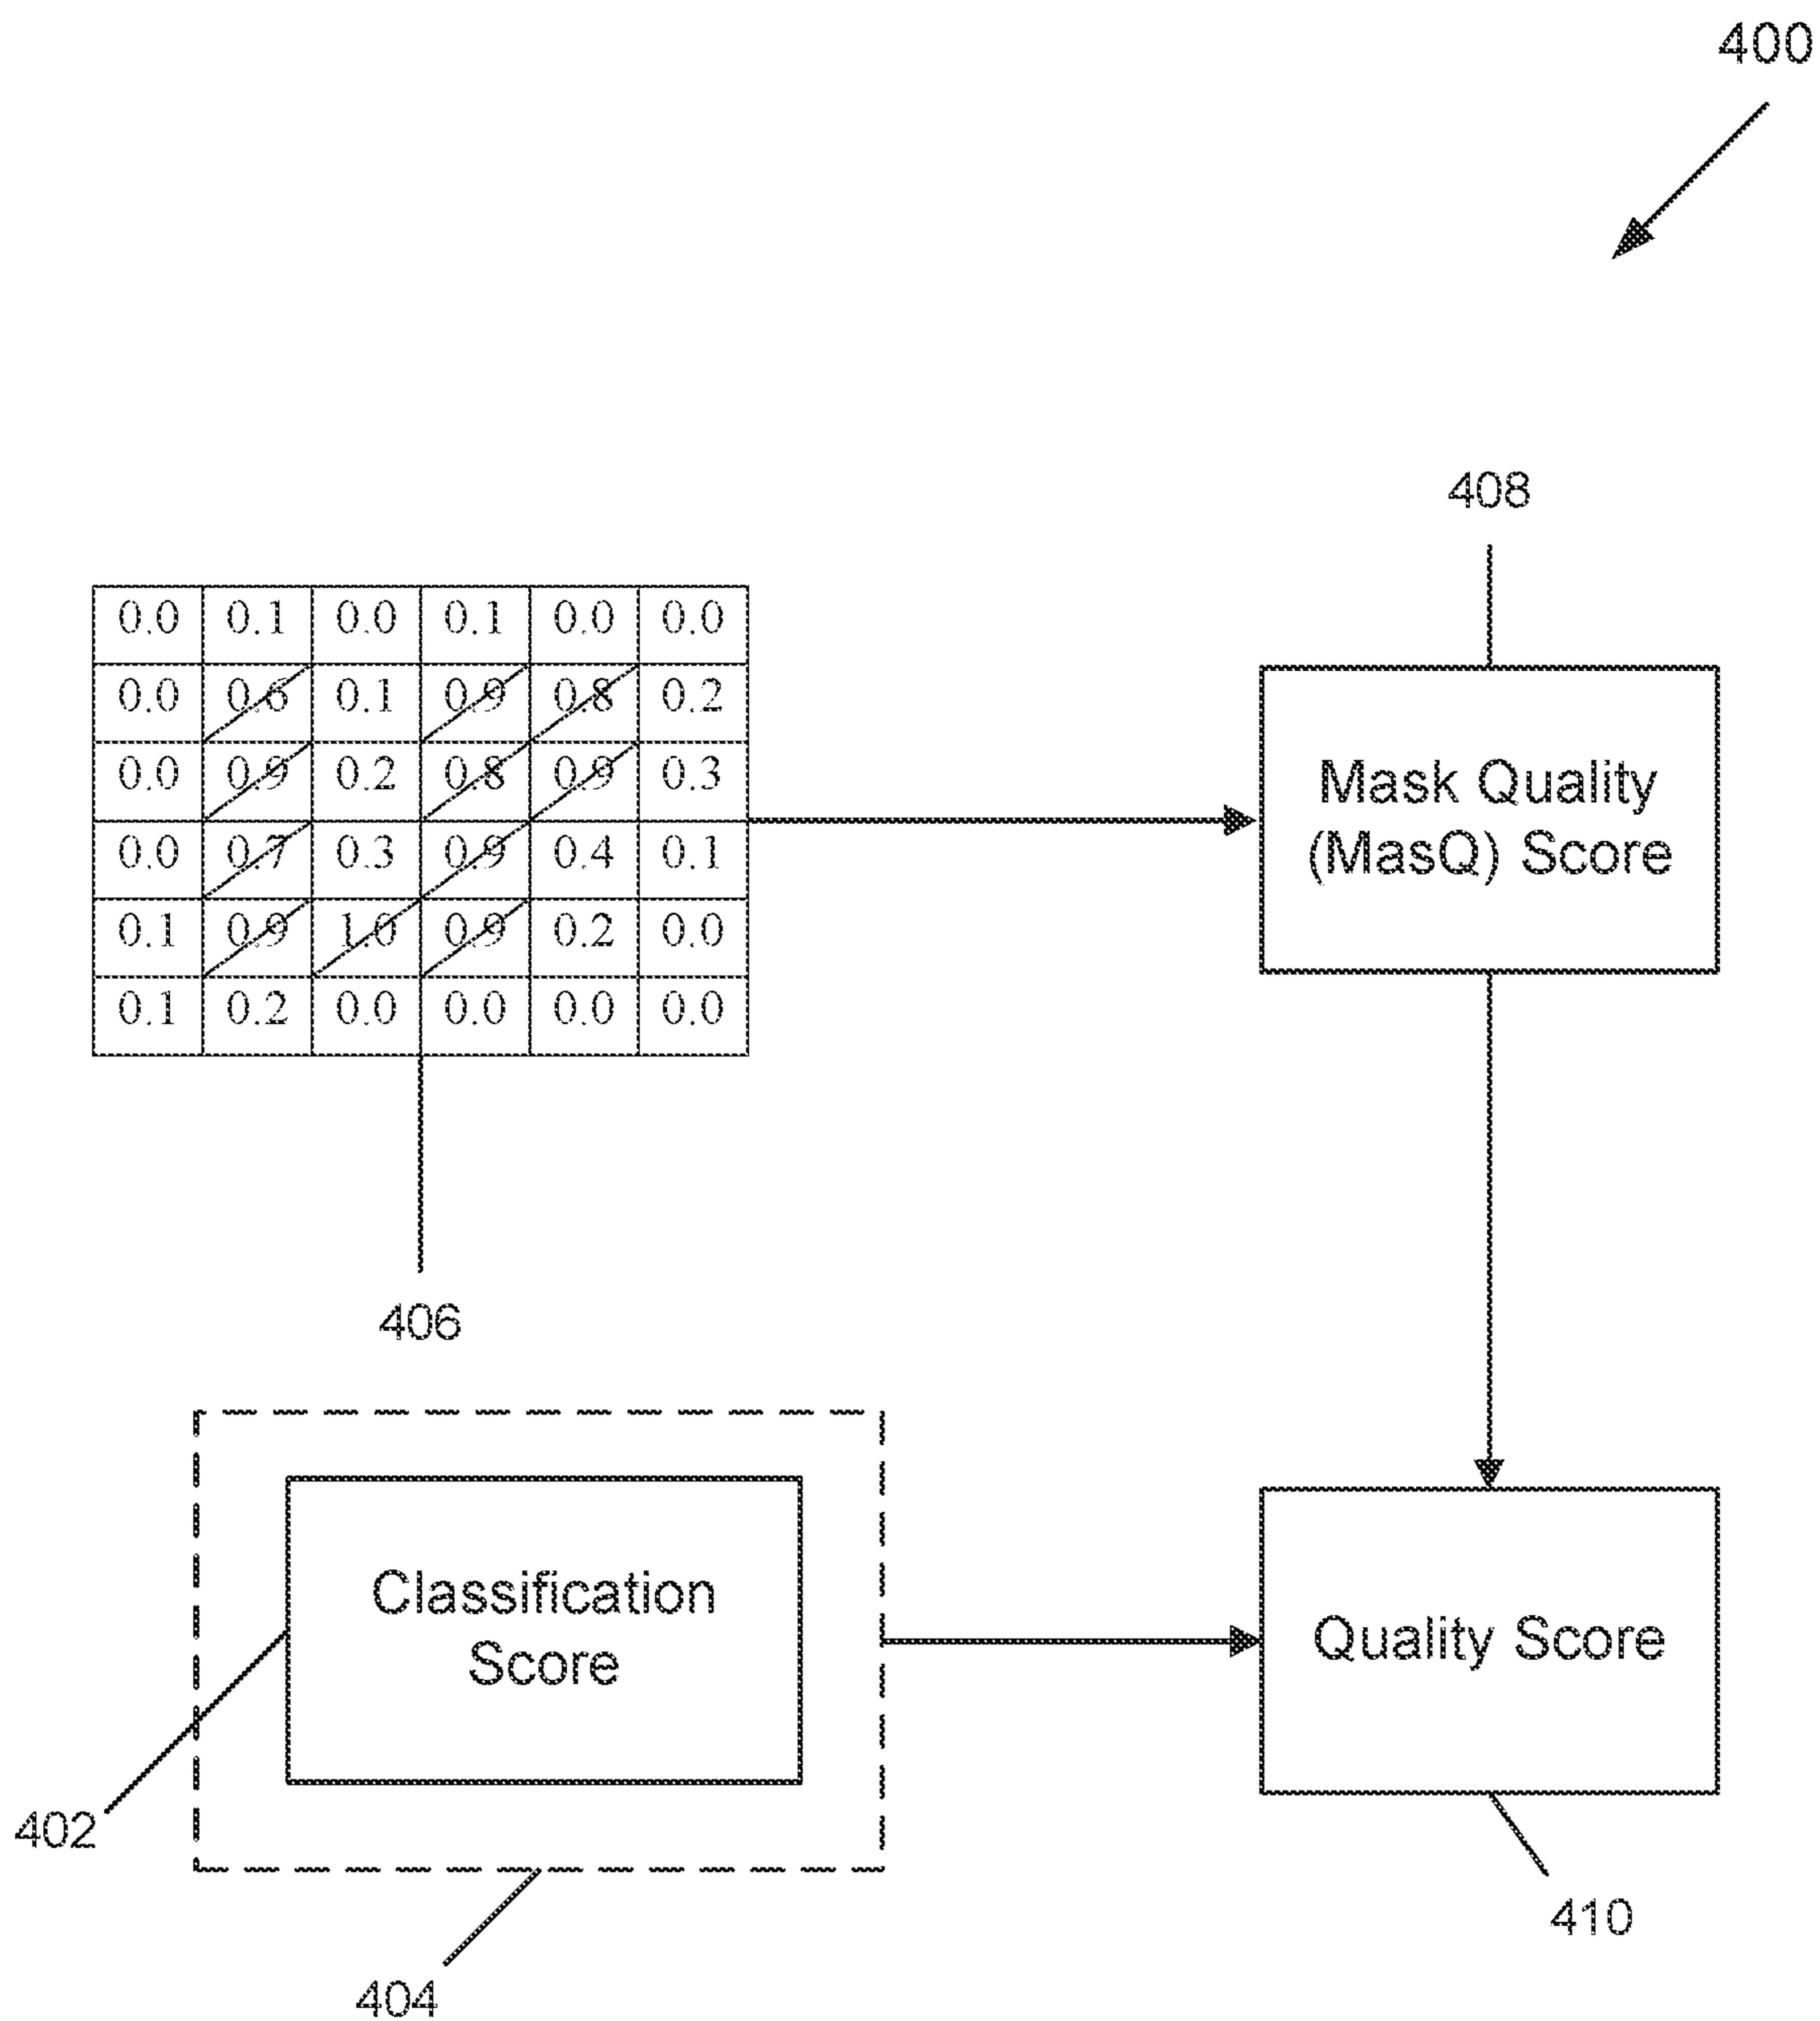 400
408
0.0 0.1 0.0 0.1 0.0 0.0
0.0 0.6 0.1 0.9 0.8 0.2
0.0 0.9 0.2 0.8 0.9 0.3
0.0 0.7 0.3 0.9 0.4 0.1
0.1 0.9 1.0 0.9 0.2 0.0
0.1 0.2 0.0 0.0 0.0 0.0
Mask Quality
(MasQ) Score
406
Classification
Score
Quality Score
402
410
404